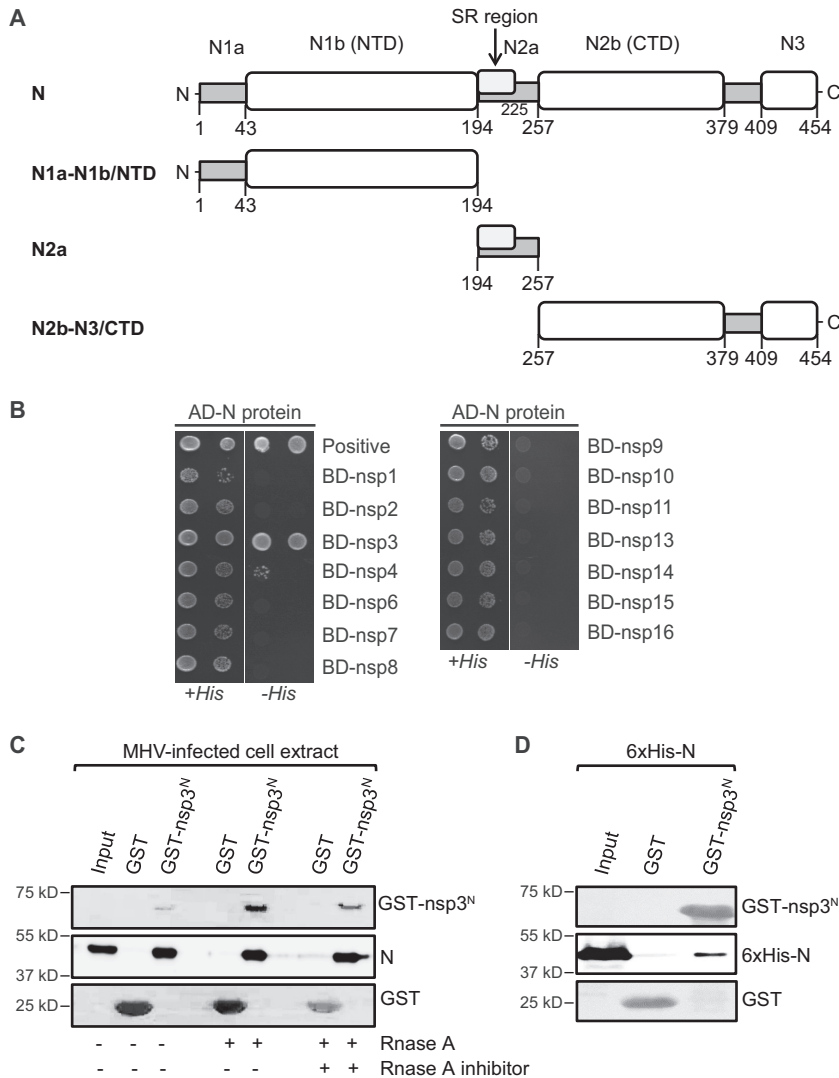 A
SR region
N1a N1b (NTD) N2a N2b (CTD) N3
N N C
225
1 43 194 257 379 409 454
N1a-N1b/NTD N
1 43 194
N2a
194 257
N2b-N3/CTD C
257 379 409 454
B
AD-N protein AD-N protein
Positive BD-nsp9
BD-nsp1 BD-nsp10
BD-nsp2 BD-nsp11
BD-nsp3 BD-nsp13
BD-nsp4 BD-nsp14
BD-nsp6 BD-nsp15
BD-nsp7 BD-nsp16
BD-nsp8
+His -His +His -His
C
MHV-infected cell extract
Input GST GST-nsp3ᴺ GST GST-nsp3ᴺ GST GST-nsp3ᴺ
75 kD GST-nsp3ᴺ
55 kD N
37 kD
25 kD GST
- - - + + + + Rnase A
- - - - - + + Rnase A inhibitor
D
6xHis-N
Input GST GST-nsp3ᴺ
75 kD GST-nsp3ᴺ
55 kD 6xHis-N
37 kD
25 kD GST